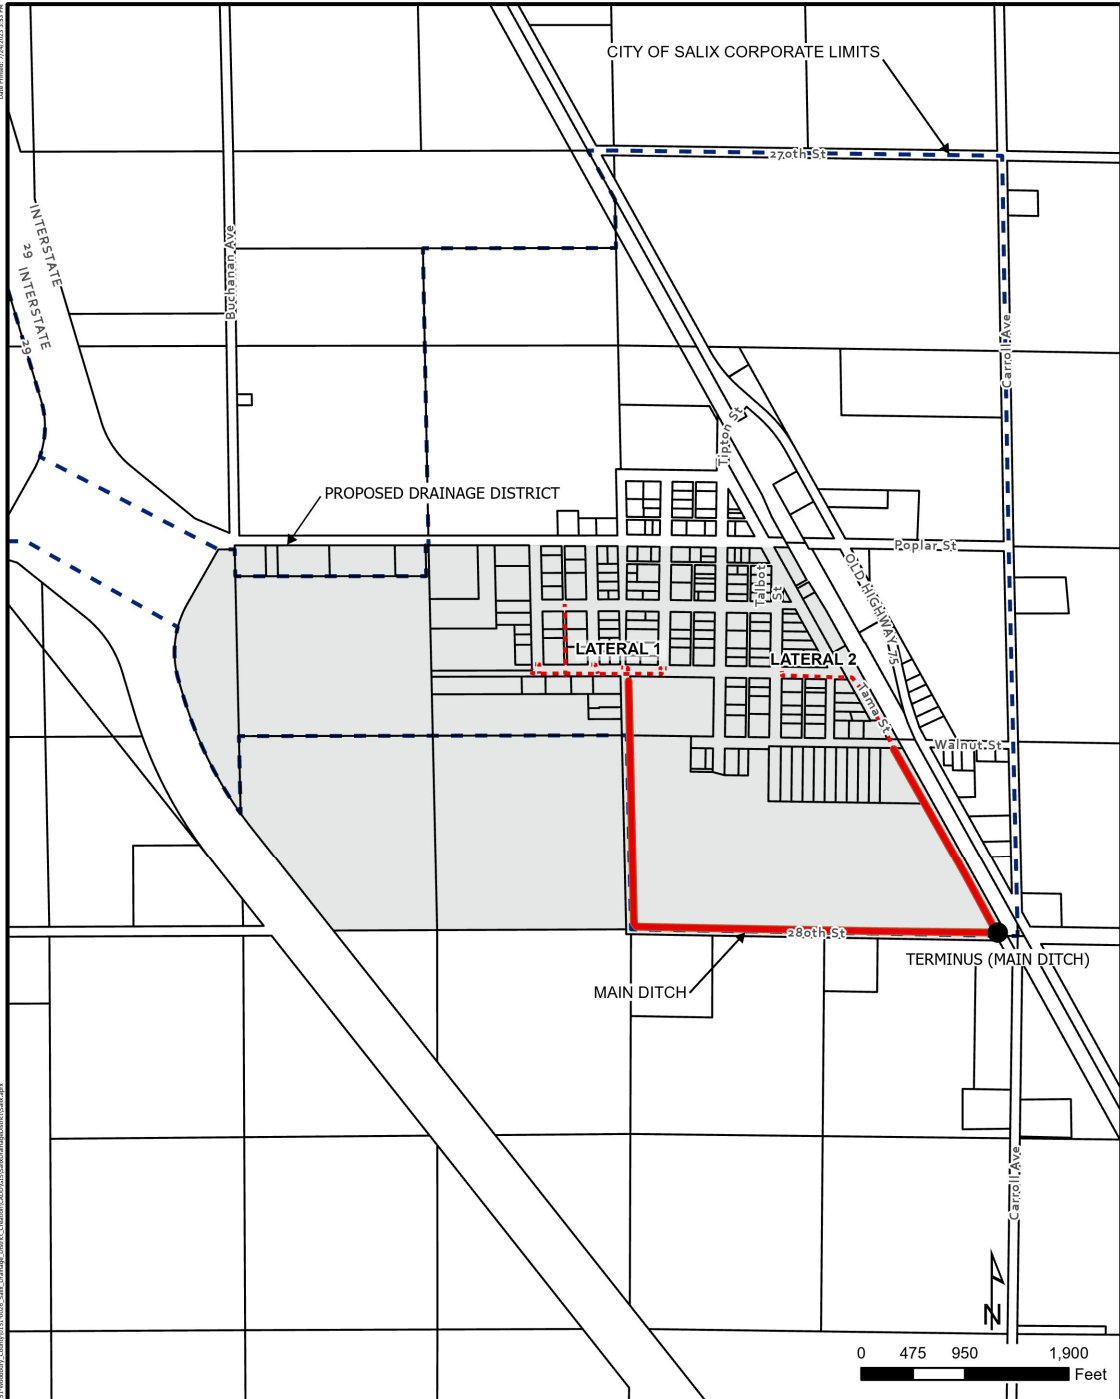 CITY OF SALIX CORPORATE LIMITS
270th St
INTERSTATE
29 INTERSTATE
29
Buchanan Ave
Carroll Ave
Tipton St
PROPOSED DRAINAGE DISTRICT
Poplar St
OLD HIGHWAY 75
Talbot
St
LATERAL 1
LATERAL 2
Tama St
Walnut St
280th St
TERMINUS (MAIN DITCH)
MAIN DITCH
Carroll Ave
N
0 475 950 1,900
Feet